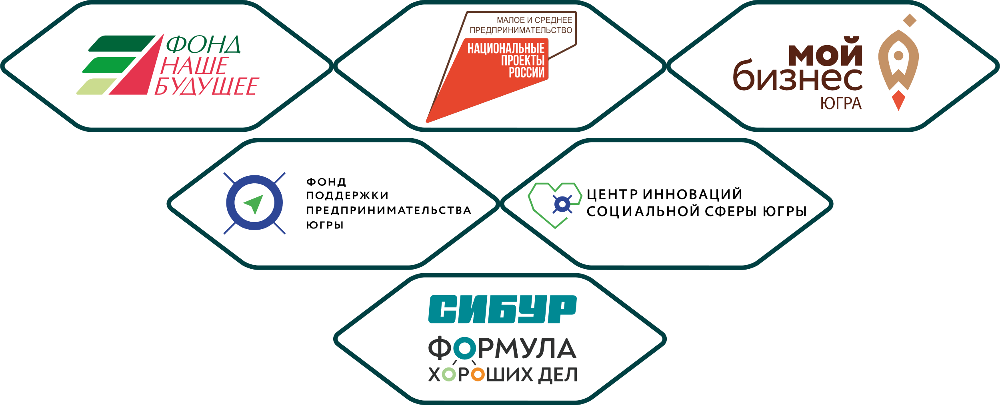 ФОНД
НАШЕ
БУДУЩЕЕ
МАЛОЕ И СРЕДНЕЕ
ПРЕДПРИНИМАТЕЛЬСТВО
НАЦИОНАЛЬНЫЕ
ПРОЕКТЫ
РОССИИ
мой
бизнес
ЮГРА
ФОНД
ПОДДЕРЖКИ
ПРЕДПРИНИМАТЕЛЬСТВА
ЮГРЫ
ЦЕНТР ИННОВАЦИЙ
СОЦИАЛЬНОЙ СФЕРЫ ЮГРЫ
СИБУР
ФОРМУЛА
ХОРОШИХ ДЕЛ